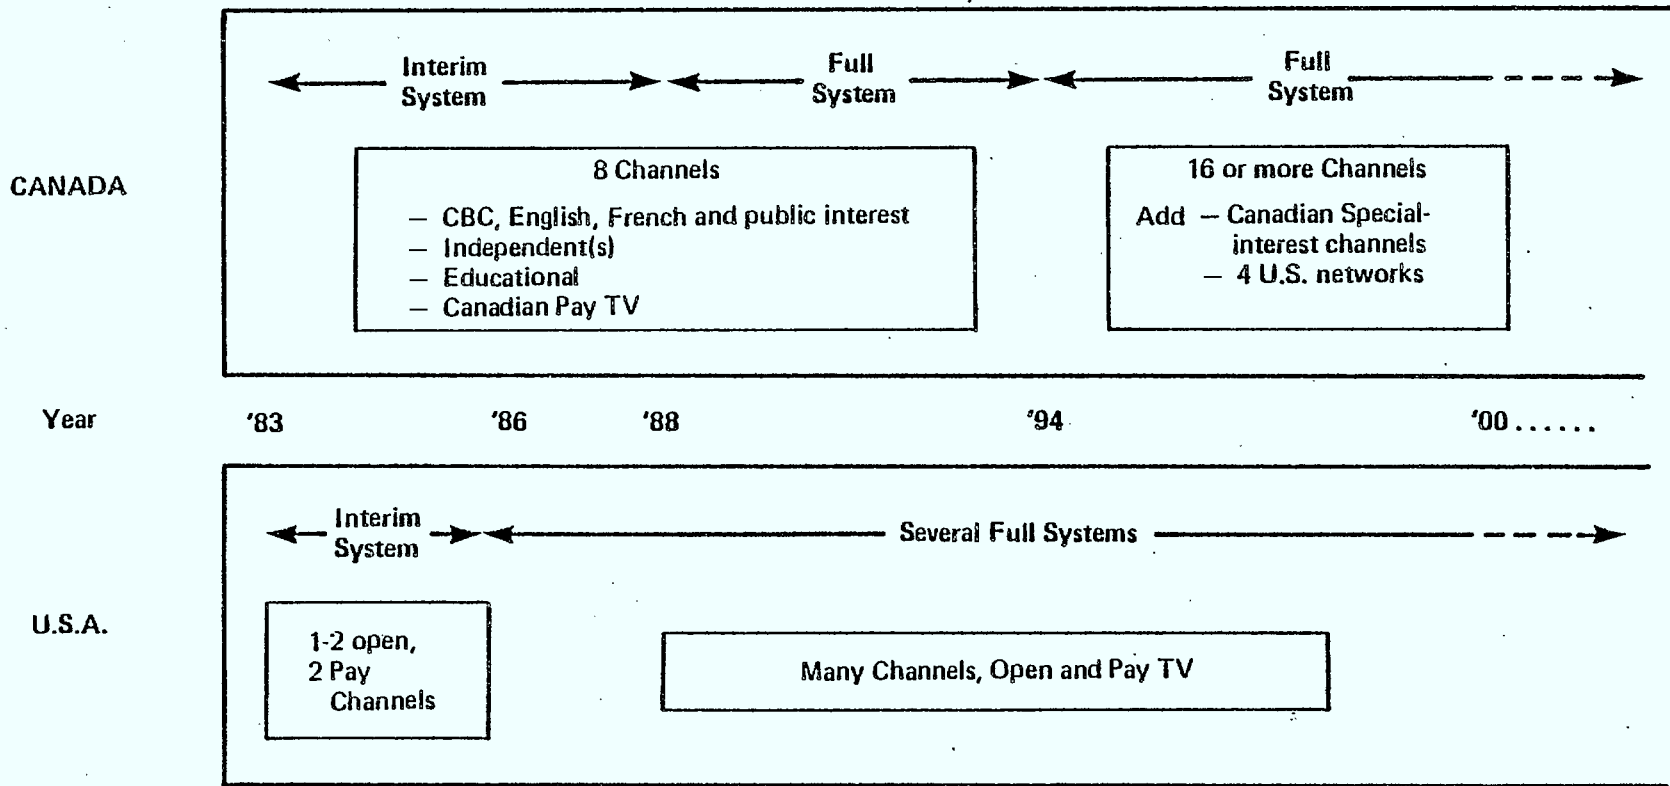 CANADA
Interim
System
Full
System
Full
System
8 Channels
— CBC, English, French and public interest
— Independent(s)
— Educational
— Canadian Pay TV
16 or more Channels
Add — Canadian Special-
interest channels
— 4 U.S. networks
Year '83 '86 '88 '94 '00......
U.S.A.
Interim
System
Several Full Systems
1-2 open,
2 Pay
Channels
Many Channels, Open and Pay TV